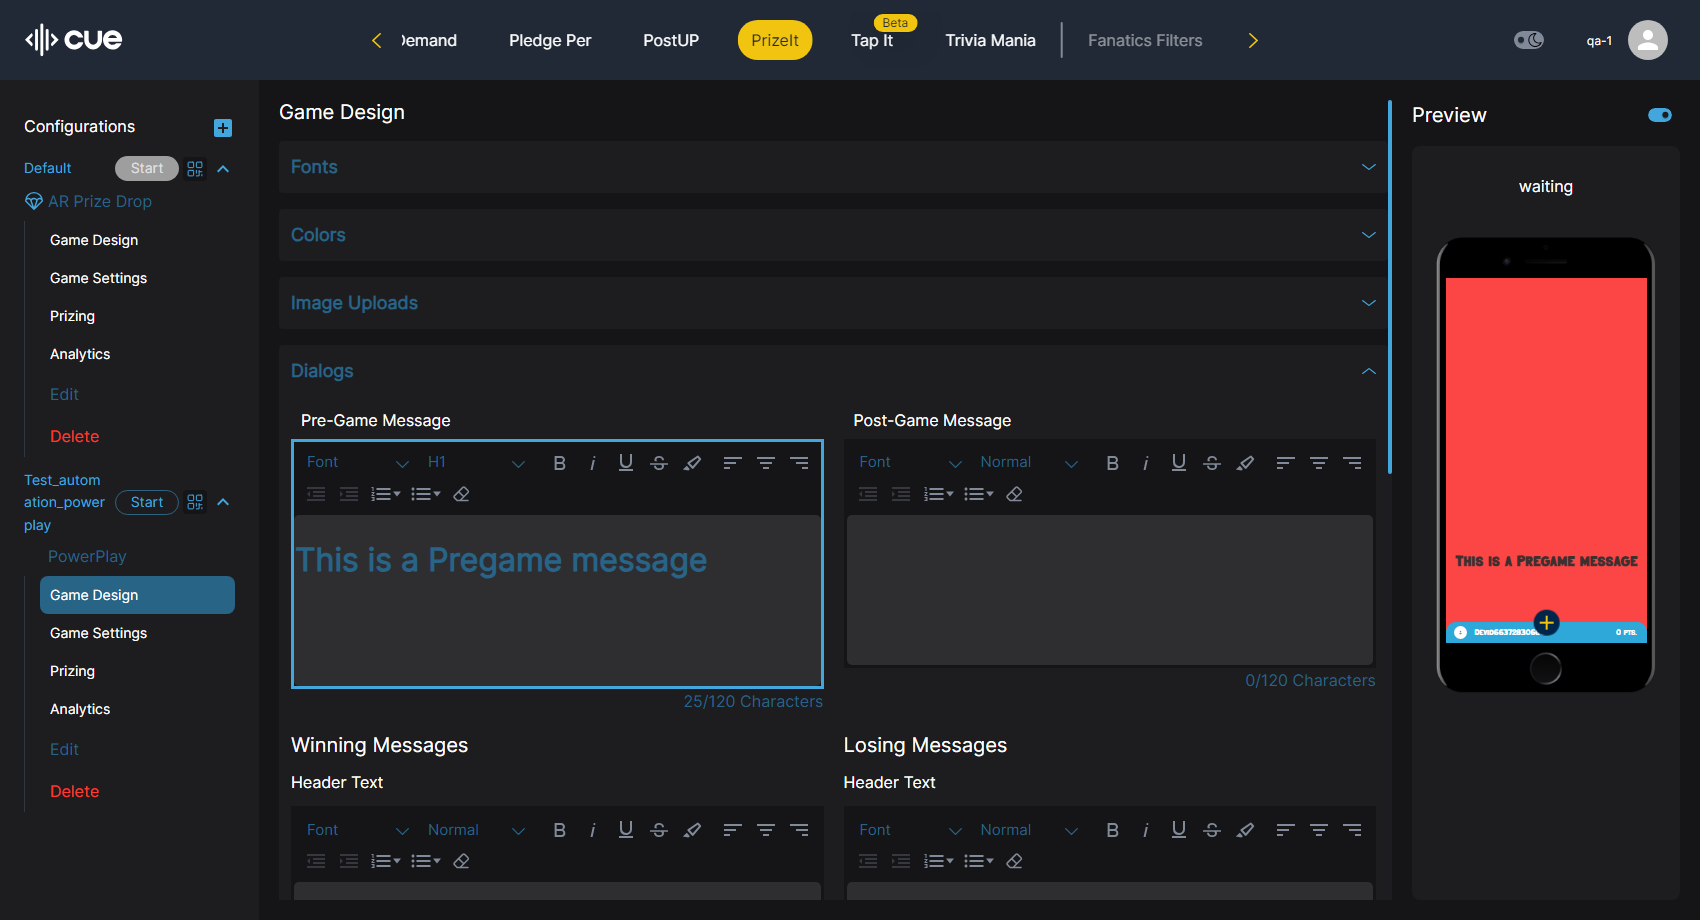 cue
Demand
Pledge Per
PostUP
PrizeIt
Beta
Tap It
Trivia Mania
Fanatics Filters
qa-1
Configurations
Default
Start
AR Prize Drop
Game Design
Game Settings
Prizing
Analytics
Edit
Delete
Test_autom
ation_power
play
Start
PowerPlay
Game Design
Game Settings
Prizing
Analytics
Edit
Delete
Game Design
Fonts
Colors
Image Uploads
Dialogs
Pre-Game Message
Font
H1
This is a Pregame message
25/120 Characters
Post-Game Message
Font
Normal
0/120 Characters
Winning Messages
Header Text
Font
Normal
Losing Messages
Header Text
Font
Normal
Preview
waiting
This is a Pregame message
0 pts.